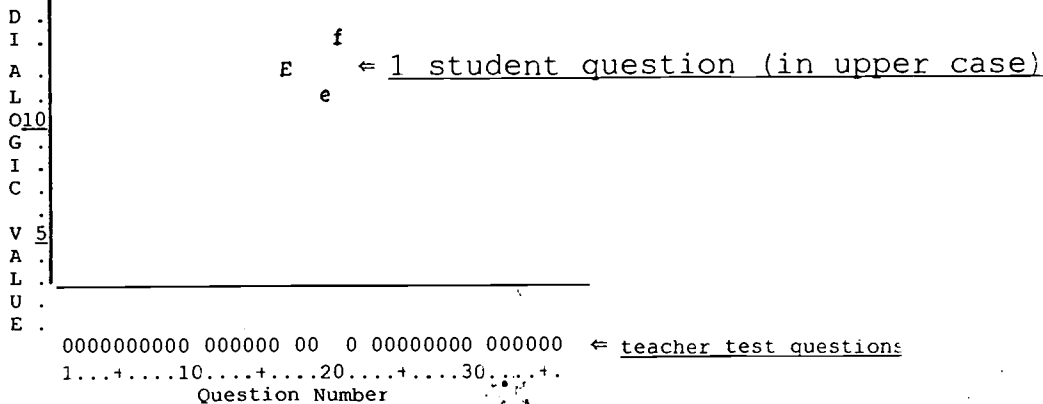 D .
I . f
A . E ⇐ 1 student question (in upper case)
L . e
O10
G .
I .
C .
.
V 5
A .
L .
U .
E .
0000000000 000000 00 0 00000000 000000 ⇐ teacher test questions
1...+....10....+....20....+....30....+.
Question Number